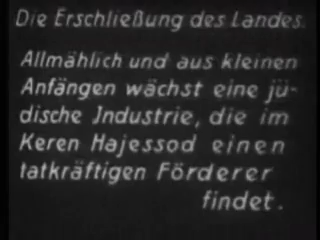 Die Erschließung des Landes.
Allmählich und aus kleinen
Anfängen wächst eine jü-
dische Industrie, die im
Keren Hajessod einen
tatkräftigen Förderer
findet.